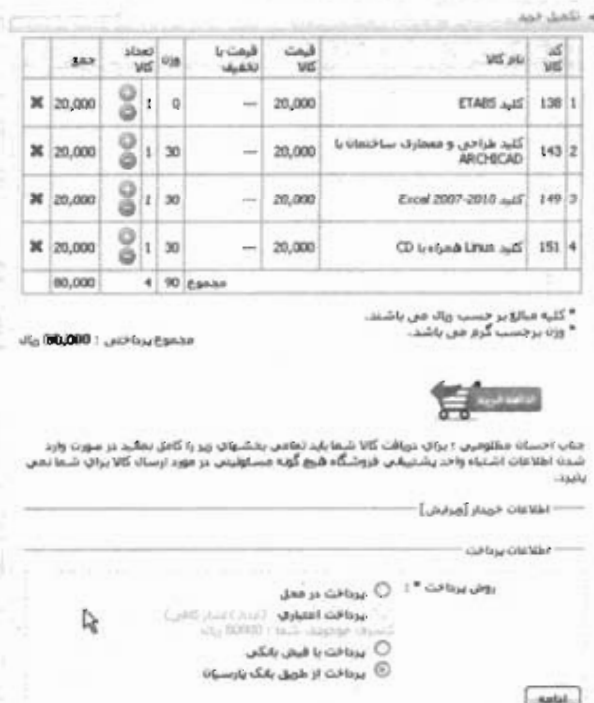 تکمیل خرید
کد کالا نام کالا قیمت کالا قیمت با تخفیف وزن تعداد کالا جمع
1 138 کلید ETABS 20,000 --- 0 1 20,000
2 143 کلید طراحی و معماری ساختمان با ARCHICAD 20,000 --- 30 1 20,000
3 149 کلید Excel 2007-2010 20,000 --- 30 1 20,000
4 151 کلید Linux همراه با CD 20,000 --- 30 1 20,000
مجموع 90 4 80,000
* کلیه مبالغ بر حسب ریال می باشند.
* وزن برحسب گرم می باشد.
مجموع پرداختی : 80,000 ریال
ادامه خرید
جناب احسان مظلومی ؛ برای دریافت کالا شما باید تمامی بخشهای زیر را کامل نمائید در صورت وارد
شدن اطلاعات اشتباه واحد پشتیبانی فروشگاه هیچ گونه مسئولیتی در مورد ارسال کالا برای شما نمی
پذیرد.
اطلاعات خریدار [ویرایش]
اطلاعات پرداخت
روش پرداخت * :
پرداخت در محل
پرداخت اعتباری
پرداخت با فیش بانکی
پرداخت از طریق بانک پارسیان
ادامه